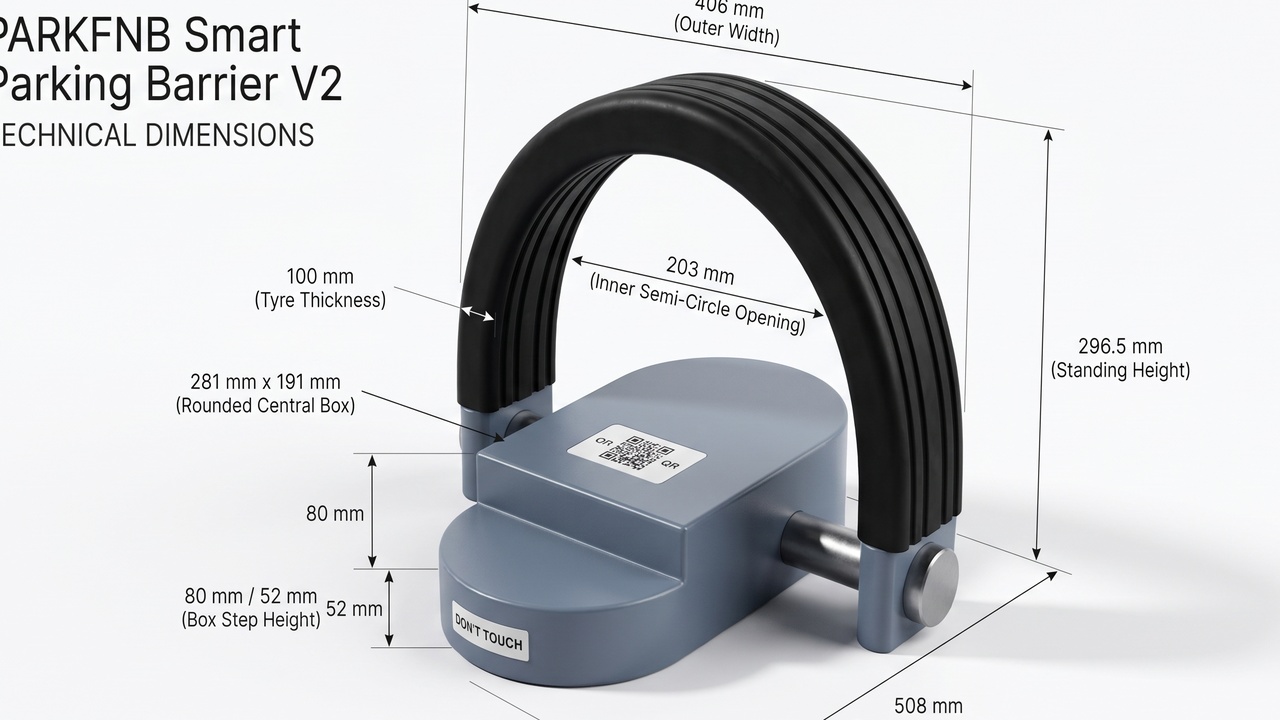 PARKFNB Smart
Parking Barrier V2
TECHNICAL DIMENSIONS
406 mm
(Outer Width)
203 mm
(Inner Semi-Circle Opening)
100 mm
(Tyre Thickness)
281 mm x 191 mm
(Rounded Central Box)
296.5 mm
(Standing Height)
QR
QR
80 mm
80 mm / 52 mm
(Box Step Height)
52 mm
DON'T TOUCH
508 mm